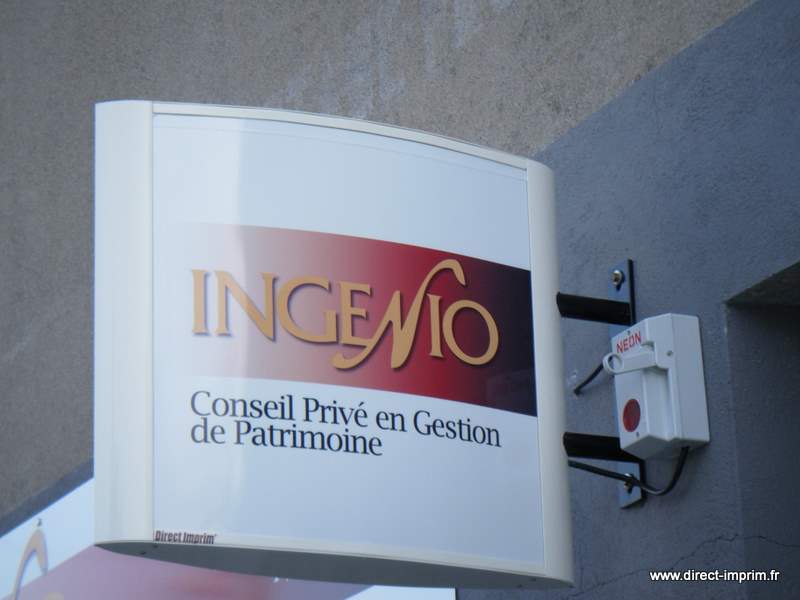 INGENIO
Conseil Privé en Gestion
de Patrimoine
Direct Imprim'
NEON
www.direct-imprim.fr